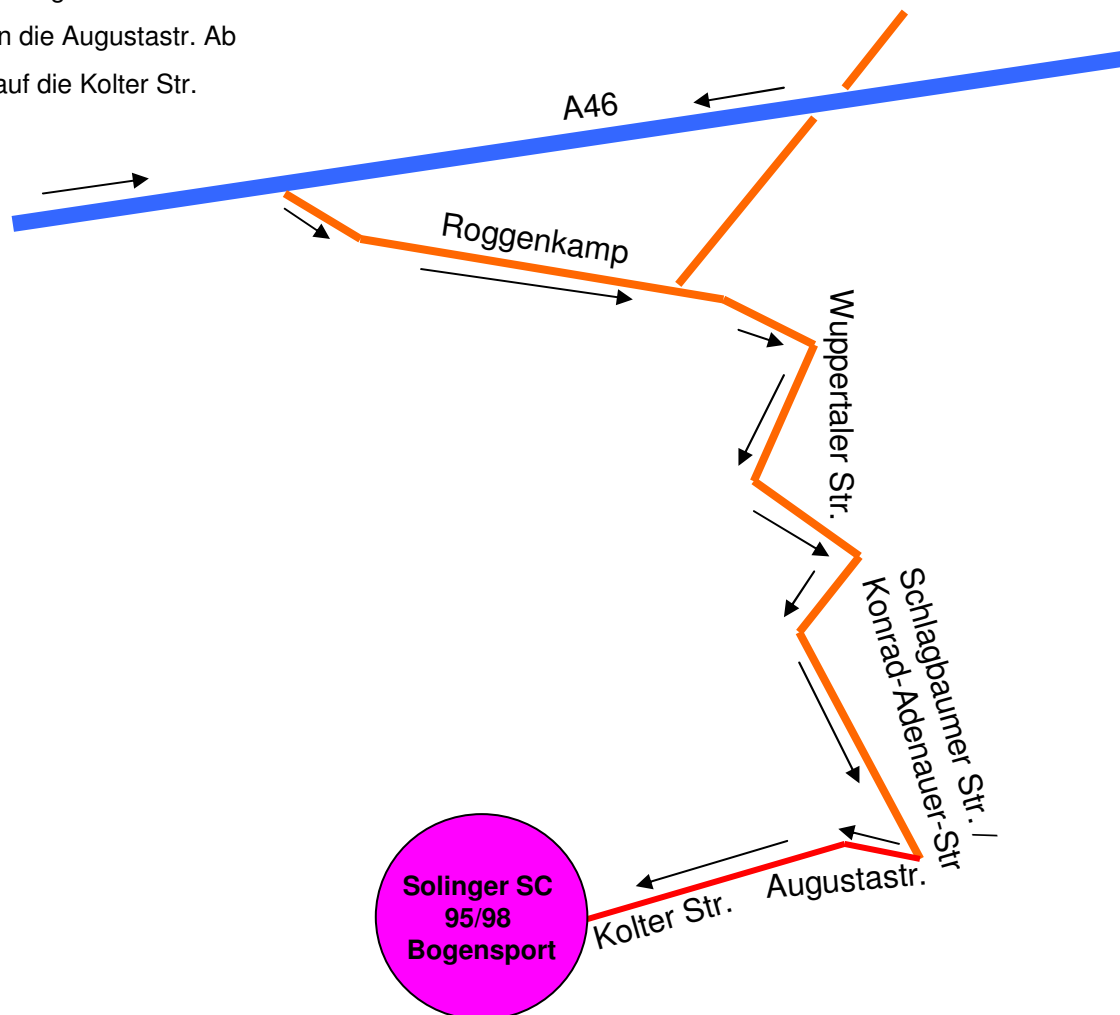 n die Augustastr. Ab
auf die Kolter Str.
A46
Roggenkamp
Wuppertaler Str.
Schlagbaumer Str. /
Konrad-Adenauer-Str
Augustastr.
Kolter Str.
Solinger SC
95/98
Bogensport